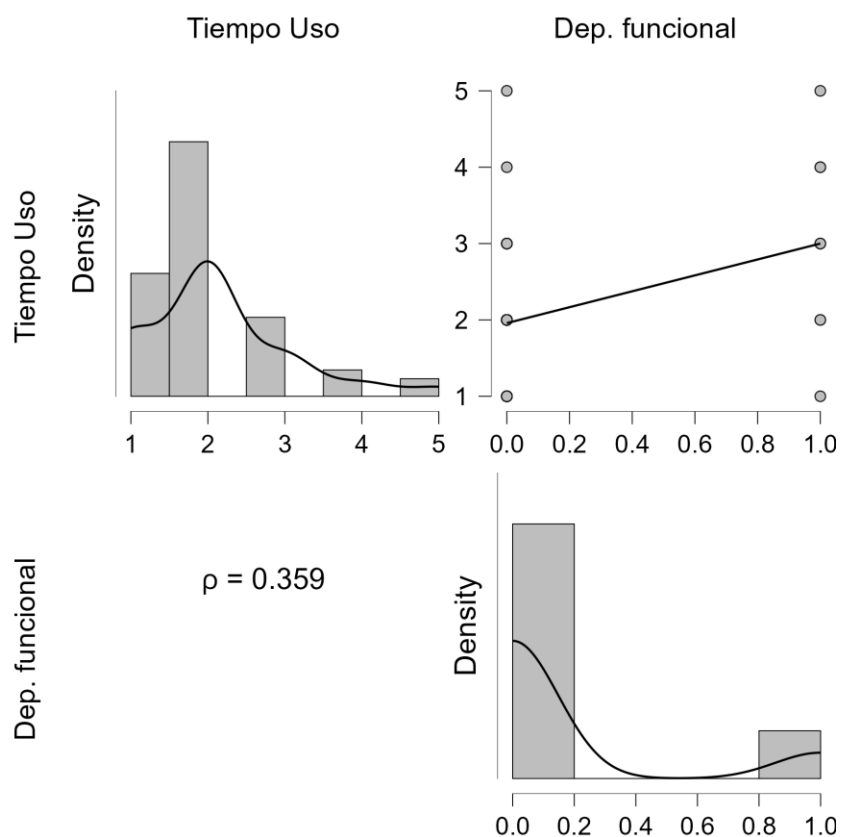 Tiempo Uso
Dep. funcional
Tiempo Uso
Density
1 2 3 4 5
5
4
3
2
1
0.0 0.2 0.4 0.6 0.8 1.0
Dep. funcional
ρ = 0.359
Density
0.0 0.2 0.4 0.6 0.8 1.0